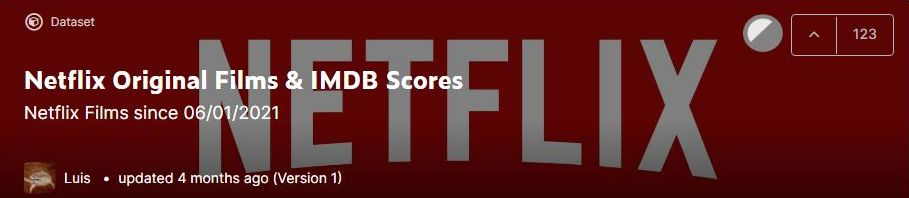 Dataset
123
NETFLIX
Netflix Original Films & IMDB Scores
Netflix Films since 06/01/2021
Luis • updated 4 months ago (Version 1)